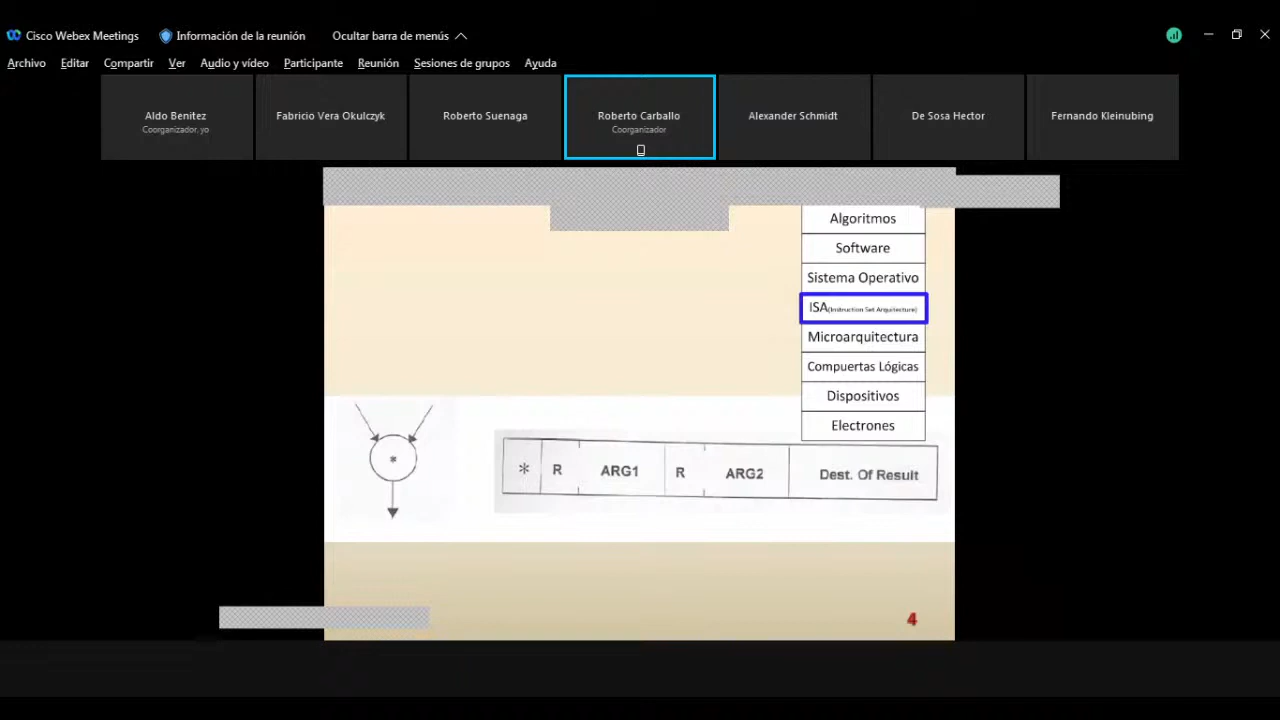 Cisco Webex Meetings
Información de la reunión
Ocultar barra de menús
Archivo Editar Compartir Ver Audio y vídeo Participante Reunión Sesiones de grupos Ayuda
Aldo Benitez
Coorganizador, yo
Fabricio Vera Okulczyk
Roberto Suenaga
Roberto Carballo
Coorganizador
Alexander Schmidt
De Sosa Hector
Fernando Kleinubing
Algoritmos
Software
Sistema Operativo
ISA(Instruction Set Arquitecture)
Microarquitectura
Compuertas Lógicas
Dispositivos
Electrones
*
* R ARG1 R ARG2 Dest. Of Result
4